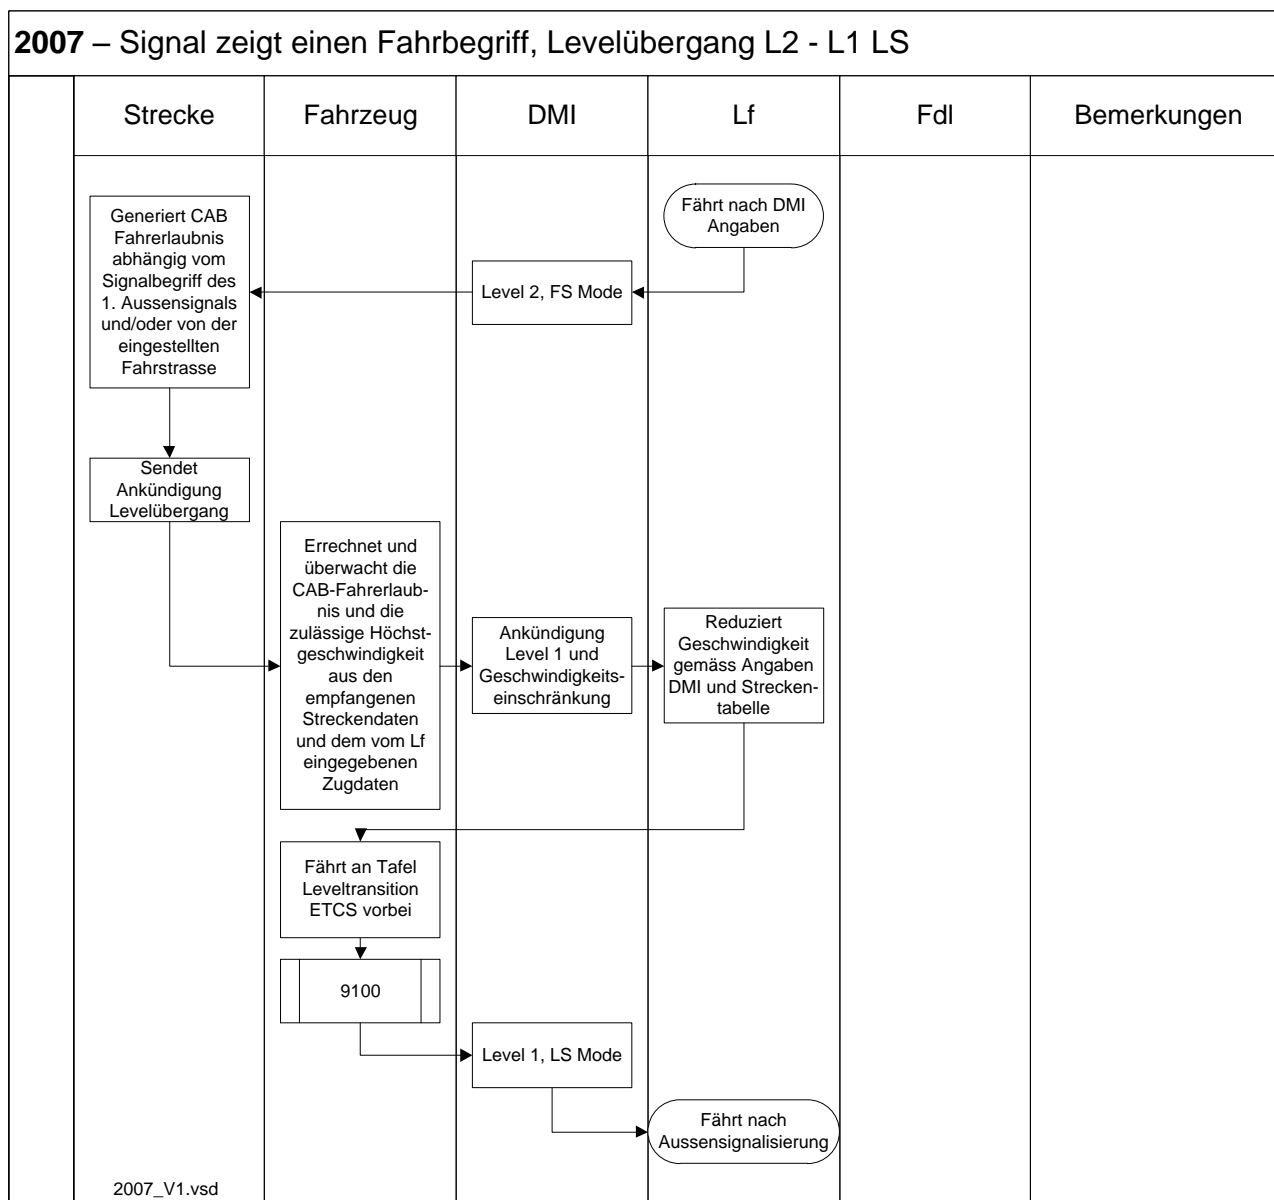 2007 – Signal zeigt einen Fahrbegriff, Levelübergang L2 - L1 LS
Strecke
Fahrzeug
DMI
Lf
Fdl
Bemerkungen
Fährt nach DMI
Angaben
Level 2, FS Mode
Generiert CAB
Fahrerlaubnis
abhängig vom
Signalbegriff des
1. Aussensignals
und/oder von der
eingestellten
Fahrstrasse
Sendet
Ankündigung
Levelübergang
Errechnet und
überwacht die
CAB-Fahrerlaub-
nis und die
zulässige Höchst-
geschwindigkeit
aus den
empfangenen
Streckendaten
und dem vom Lf
eingegebenen
Zugdaten
Ankündigung
Level 1 und
Geschwindigkeits-
einschränkung
Reduziert
Geschwindigkeit
gemäss Angaben
DMI und Strecken-
tabelle
Fährt an Tafel
Leveltransition
ETCS vorbei
9100
Level 1, LS Mode
Fährt nach
Aussensignalisierung
2007_V1.vsd